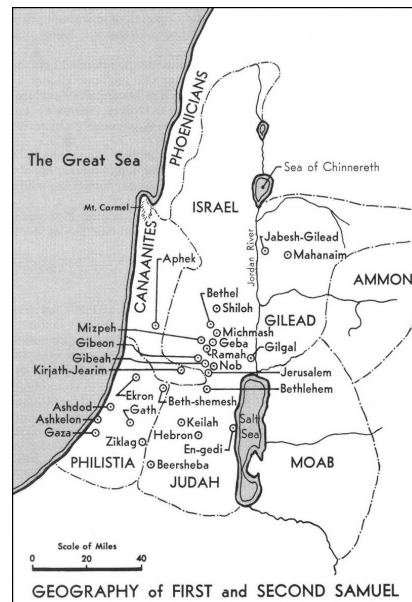 PHOENICIANS
The Great Sea
Sea of Chinnereth
ISRAEL
Mt. Carmel
CANAANITES
Jordan River
Jabesh-Gilead
Mahanaim
Aphek
AMMON
Bethel
Shiloh
GILEAD
Mizpeh
Michmash
Gibeon
Geba
Ramah
Gilgal
Gibeah
Nob
Kirjath-Jearim
Jerusalem
Ekron
Beth-shemesh
Bethlehem
Ashdod
Gath
Ashkelon
Keilah
Salt
Sea
Gaza
Ziklag
Hebron
En-gedi
PHILISTIA
Beersheba
MOAB
JUDAH
Scale of Miles
0 20 40
GEOGRAPHY of FIRST and SECOND SAMUEL